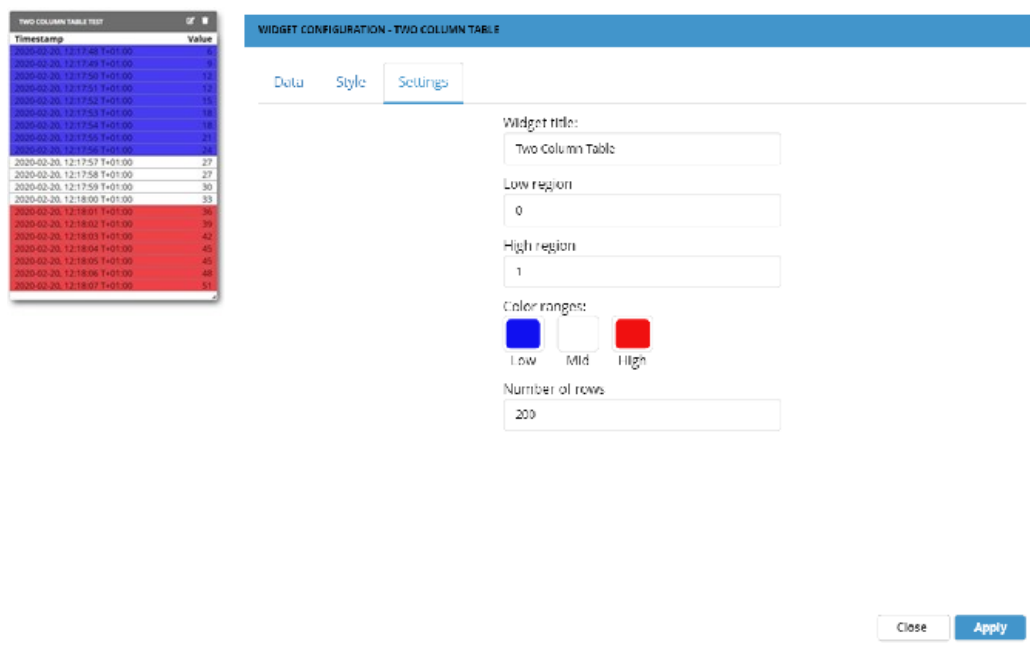 TWO COLUMN TABLE TEST
Timestamp Value
2020-02-20, 12:17:48 T+01:00 6
2020-02-20, 12:17:49 T+01:00 9
2020-02-20, 12:17:50 T+01:00 12
2020-02-20, 12:17:51 T+01:00 12
2020-02-20, 12:17:52 T+01:00 15
2020-02-20, 12:17:53 T+01:00 18
2020-02-20, 12:17:54 T+01:00 18
2020-02-20, 12:17:55 T+01:00 21
2020-02-20, 12:17:56 T+01:00 24
2020-02-20, 12:17:57 T+01:00 27
2020-02-20, 12:17:58 T+01:00 27
2020-02-20, 12:17:59 T+01:00 30
2020-02-20, 12:18:00 T+01:00 33
2020-02-20, 12:18:01 T+01:00 36
2020-02-20, 12:18:02 T+01:00 39
2020-02-20, 12:18:03 T+01:00 42
2020-02-20, 12:18:04 T+01:00 45
2020-02-20, 12:18:05 T+01:00 45
2020-02-20, 12:18:06 T+01:00 48
2020-02-20, 12:18:07 T+01:00 51
WIDGET CONFIGURATION - TWO COLUMN TABLE
Data Style Settings
Widget title:
Two Column Table
Low region
0
High region
1
Color ranges:
Low Mid High
Number of rows
200
Close Apply